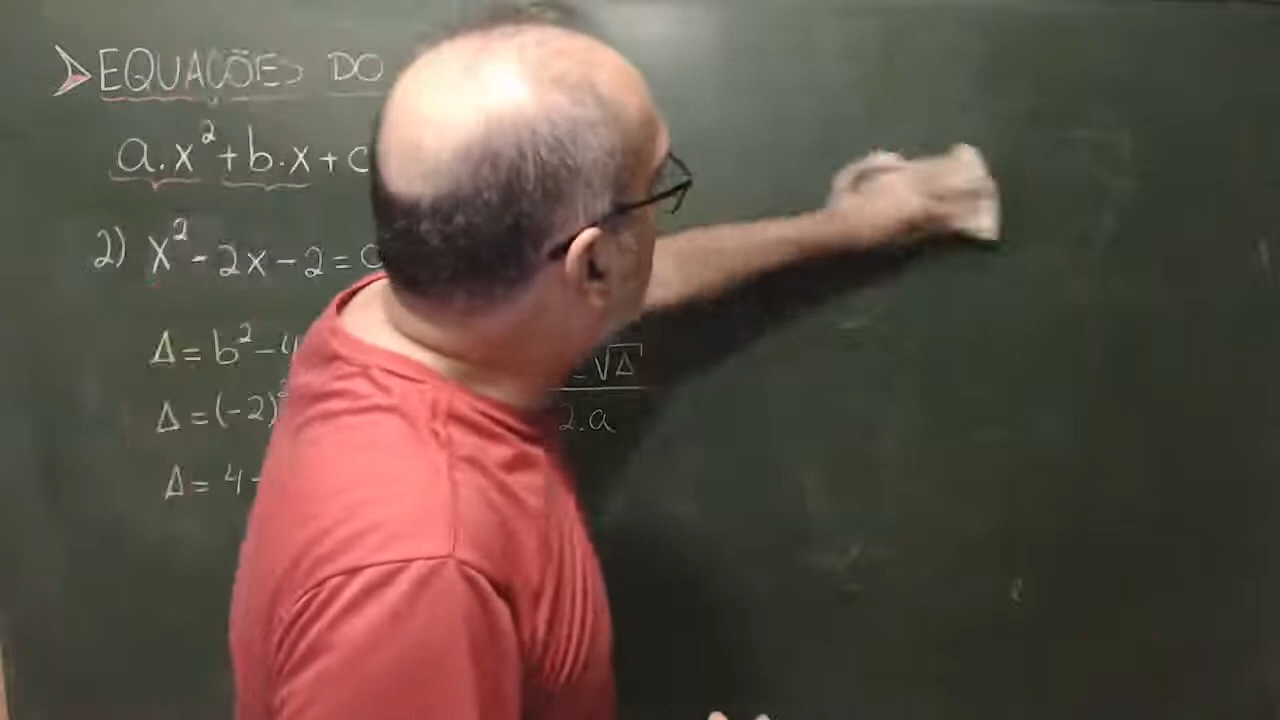 EQUAÇÕES DO
a.x²+b.x+c
2) x²-2x-2=0
Δ=b²-4
-√Δ
Δ=(-2)²
2.a
Δ=4-